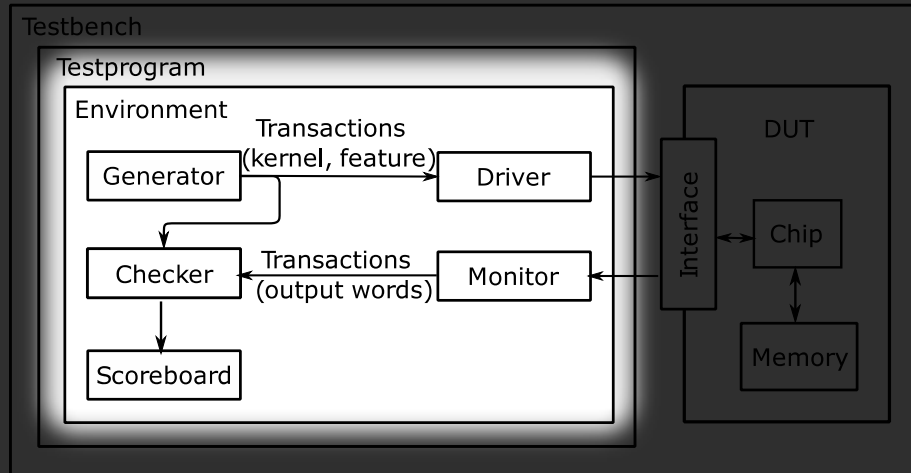 Testbench
Testprogram
Environment
Transactions
(kernel, feature)
Generator
Driver
Checker
Transactions
(output words)
Monitor
Scoreboard
Interface
DUT
Chip
Memory